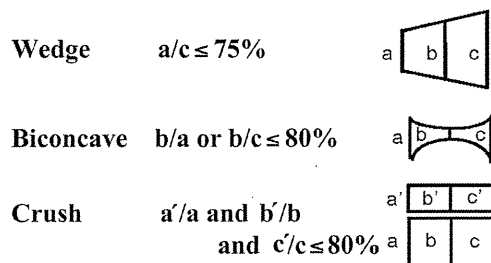 Wedge a/c ≤ 75% a b c
Biconcave b/a or b/c ≤ 80% a b c
a' b' c'
Crush a′/a and b′/b
and c′/c ≤ 80% a b c